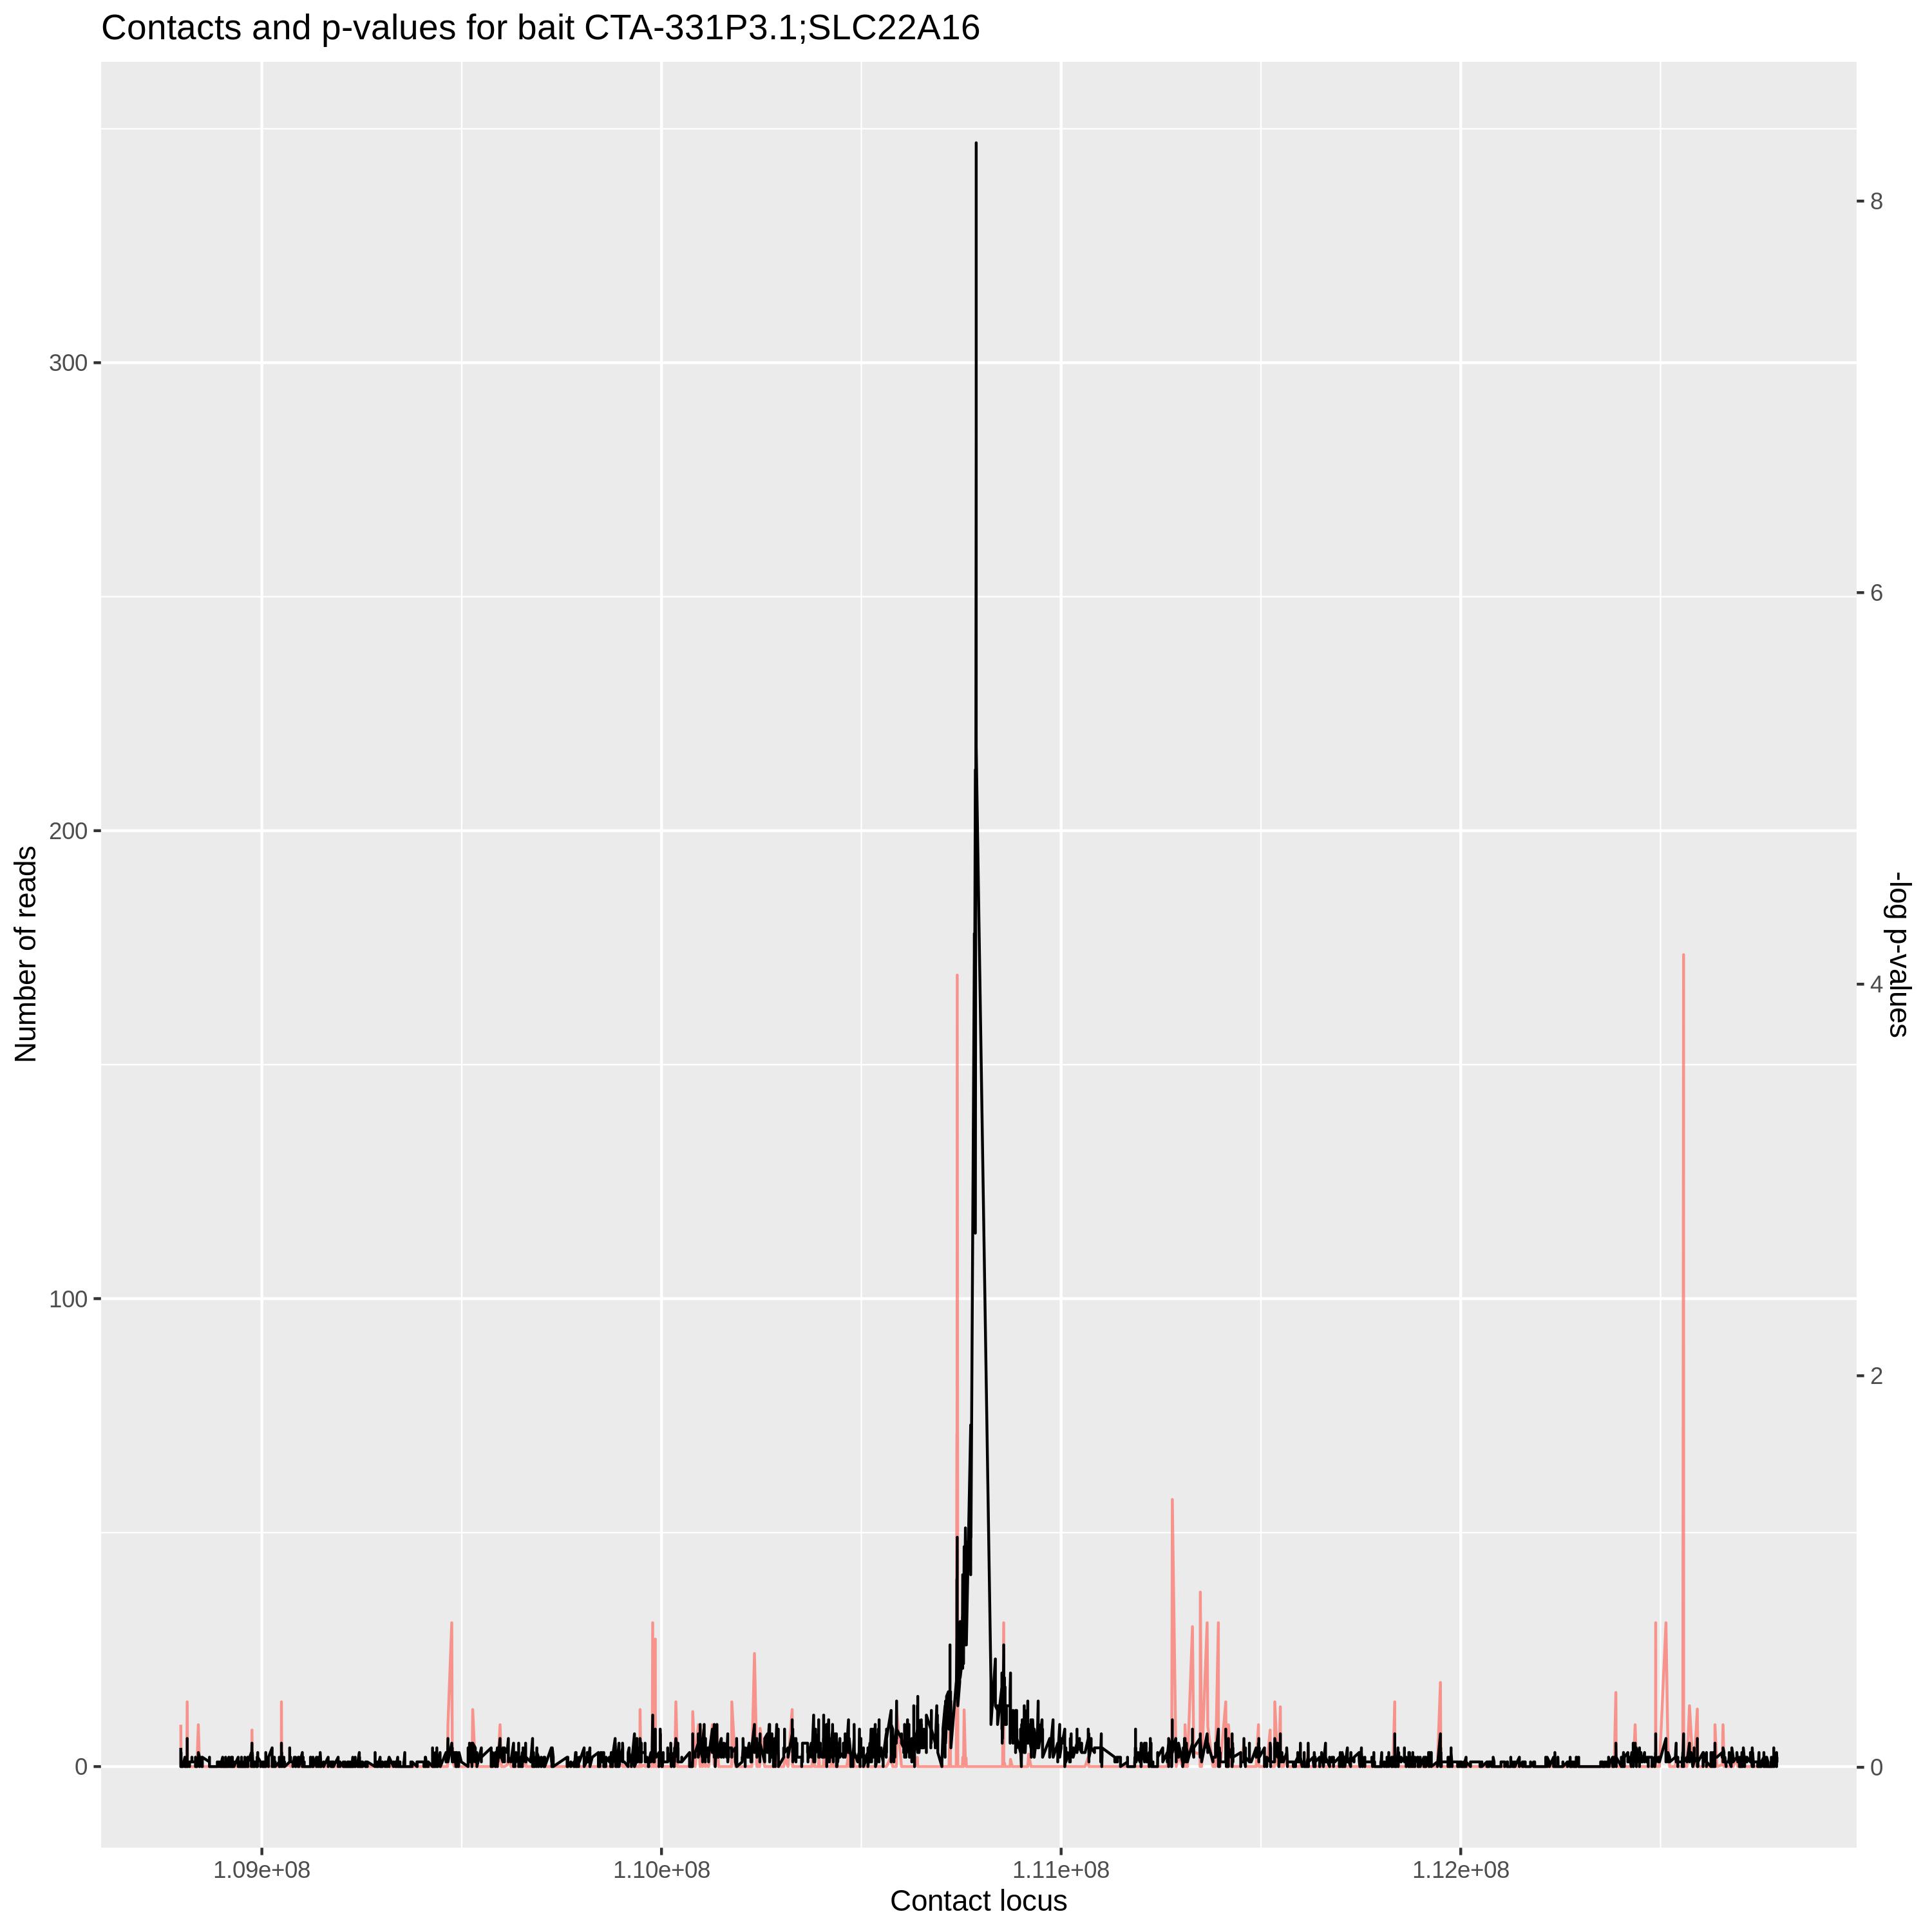 Contacts and p-values for bait CTA-331P3.1;SLC22A16
Number of reads
300
200
100
0
8
6
4
2
0
-log p-values
1.09e+08 1.10e+08 1.11e+08 1.12e+08
Contact locus